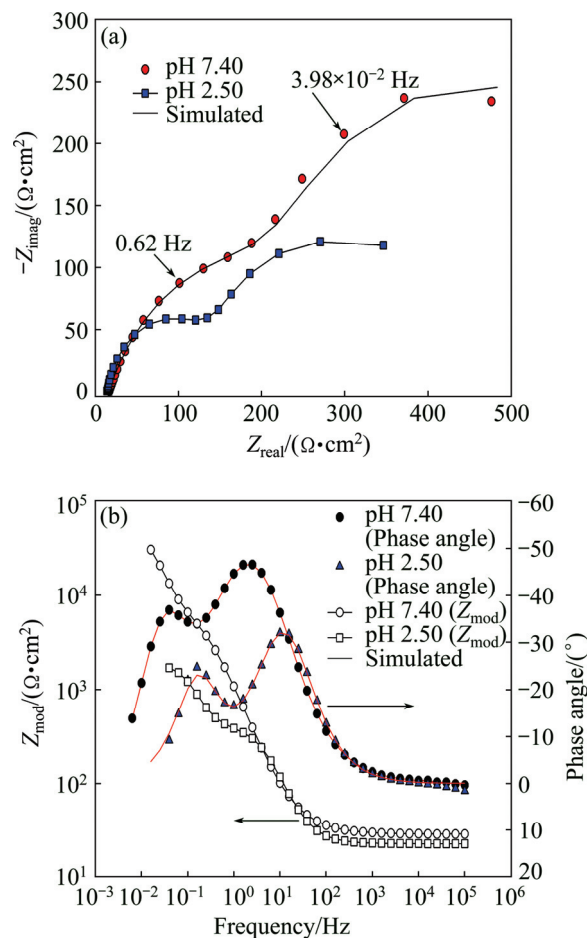 (a)
pH 7.40
pH 2.50
Simulated
3.98×10⁻² Hz
0.62 Hz
300
250
200
150
100
50
0
0 100 200 300 400 500
−Z_imag/(Ω•cm²)
Z_real/(Ω•cm²)
(b)
pH 7.40
(Phase angle)
pH 2.50
(Phase angle)
pH 7.40 (Z_mod)
pH 2.50 (Z_mod)
Simulated
10⁵
10⁴
10³
10²
10¹
Z_mod/(Ω•cm²)
−60
−50
−40
−30
−20
−10
0
10
20
Phase angle/(°)
10⁻³ 10⁻² 10⁻¹ 10⁰ 10¹ 10² 10³ 10⁴ 10⁵ 10⁶
Frequency/Hz